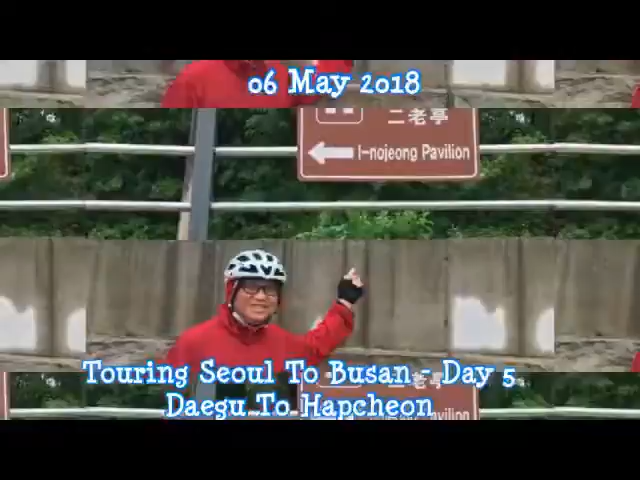 06 May 2018
二老亭
I-nojeong Pavilion
Touring Seoul To Busan - Day 5
Daegu To Hapcheon